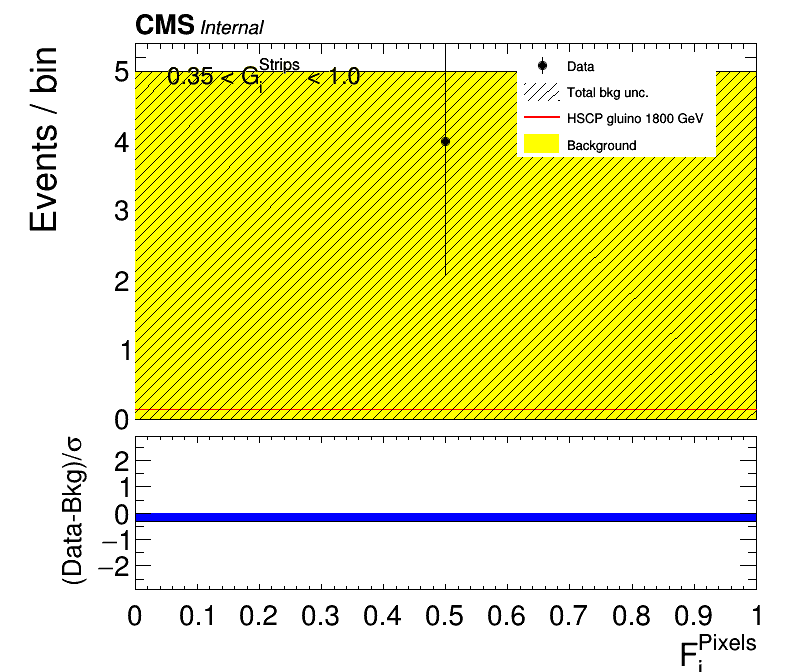 CMS Internal
Events / bin
5
4
3
2
1
0
0.35 < G_i^Strips < 1.0
Data
Total bkg unc.
HSCP gluino 1800 GeV
Background
(Data-Bkg)/σ
2
1
0
−1
−2
0 0.1 0.2 0.3 0.4 0.5 0.6 0.7 0.8 0.9 1
F_i^Pixels